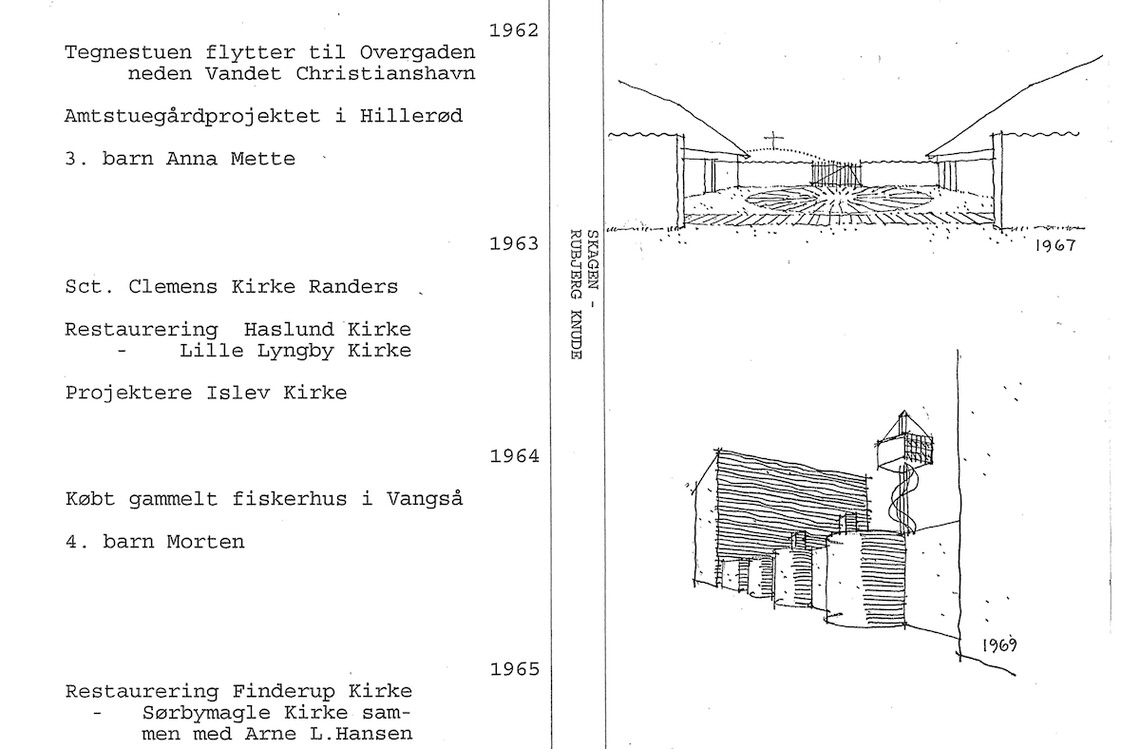 1962
Tegnestuen flytter til Overgaden
neden Vandet Christianshavn
Amtstuegårdprojektet i Hillerød
3. barn Anna Mette
1963
Sct. Clemens Kirke Randers
Restaurering Haslund Kirke
- Lille Lyngby Kirke
Projektere Islev Kirke
1964
Købt gammelt fiskerhus i Vangså
4. barn Morten
1965
Restaurering Finderup Kirke
- Sørbymagle Kirke sam-
men med Arne L.Hansen
SKAGEN -
RUBJERG KNUDE
1967
1969